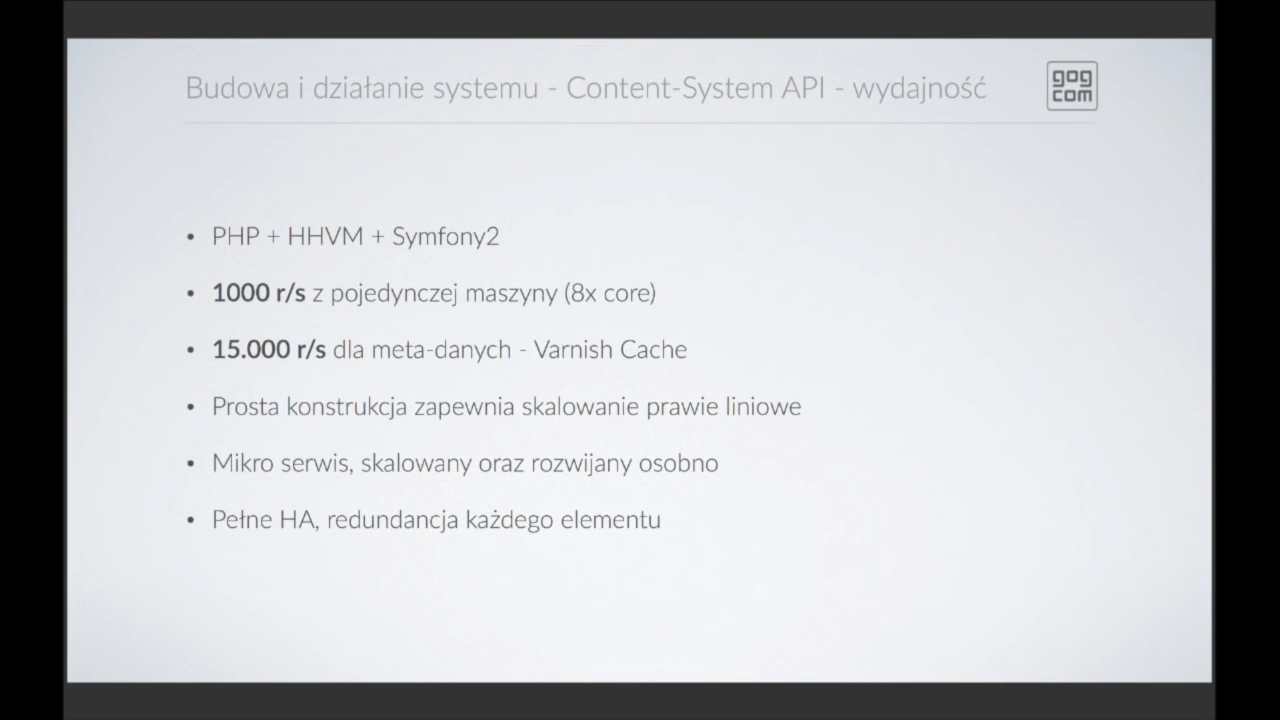 Budowa i działanie systemu - Content-System API - wydajność
gog
com
• PHP + HHVM + Symfony2
• 1000 r/s z pojedynczej maszyny (8x core)
• 15.000 r/s dla meta-danych - Varnish Cache
• Prosta konstrukcja zapewnia skalowanie prawie liniowe
• Mikro serwis, skalowany oraz rozwijany osobno
• Pełne HA, redundancja każdego elementu